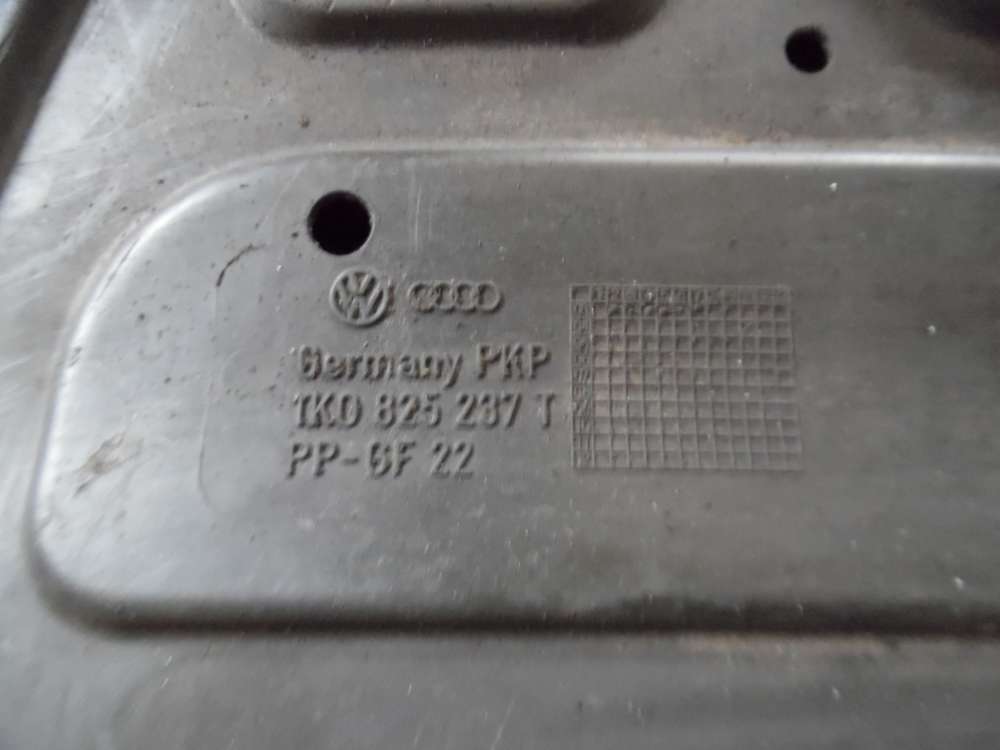 Germany PKP
1K0 825 237 T
PP-GF 22